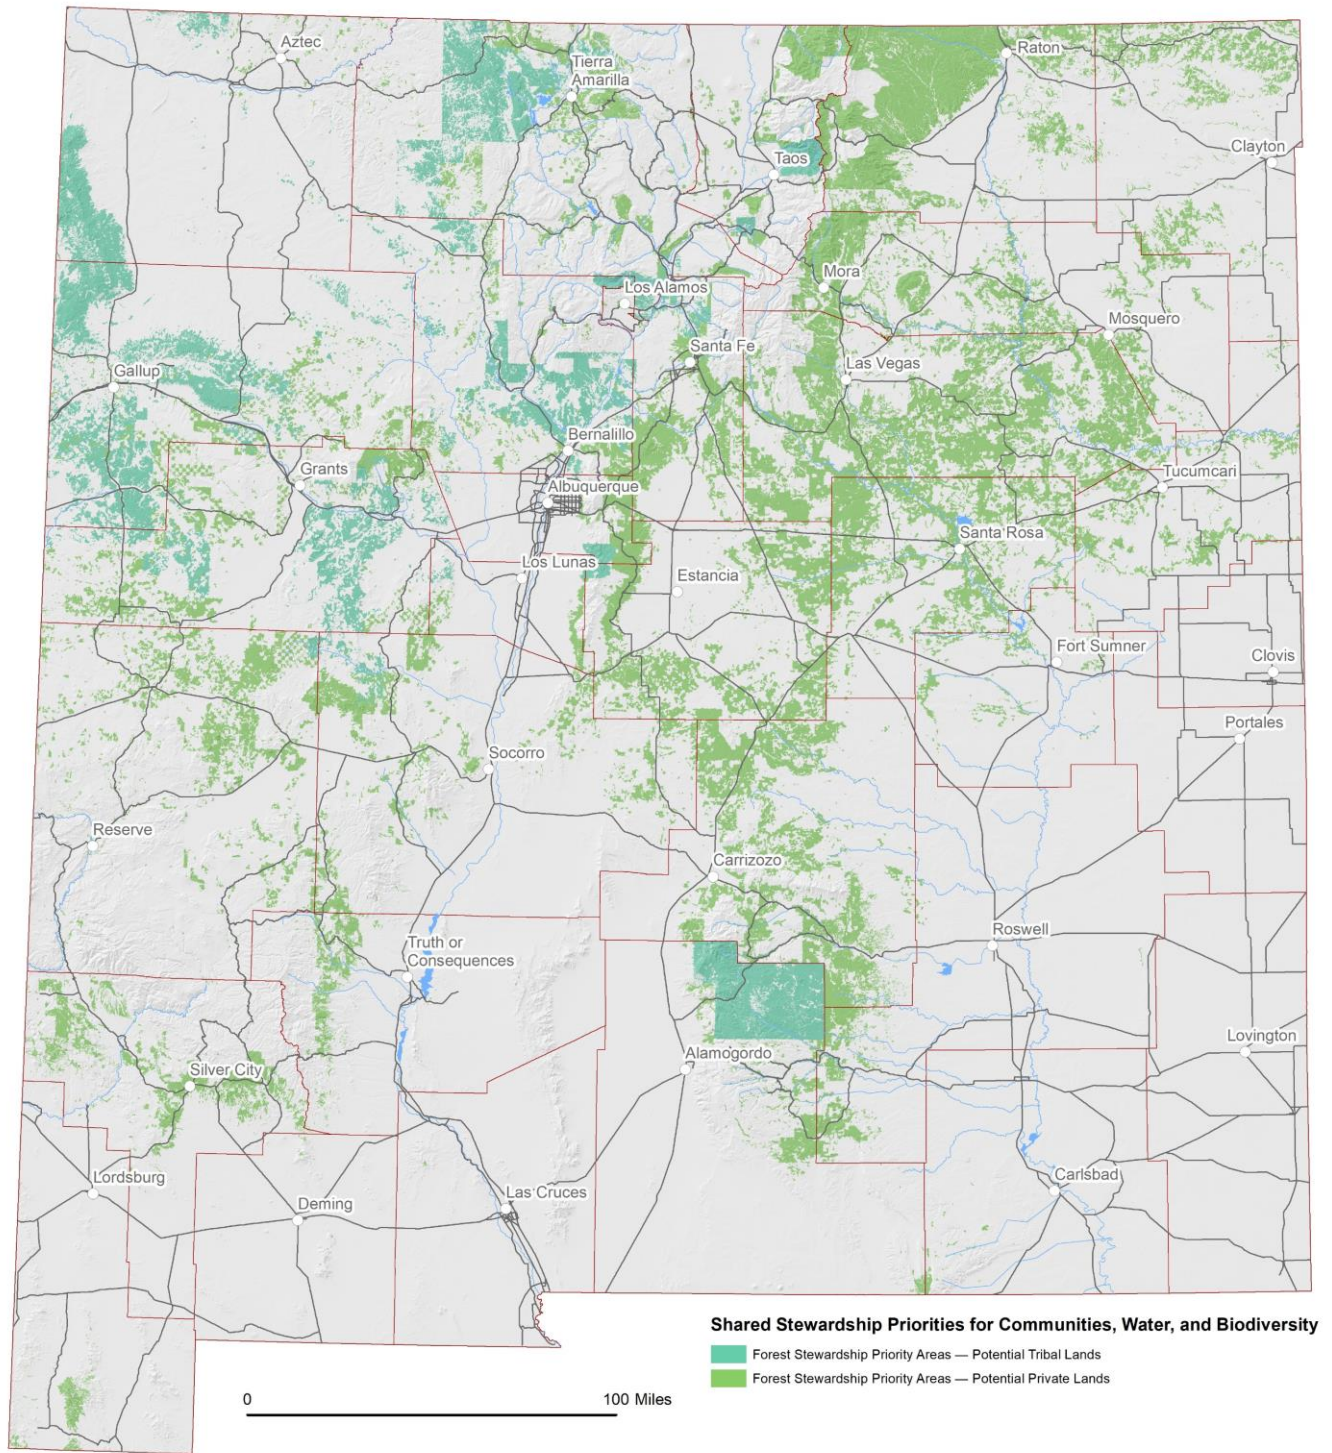 Aztec
Raton
Tierra
Amarilla
Clayton
Taos
Mora
Los Alamos
Mosquero
Santa Fe
Las Vegas
Gallup
Bernalillo
Grants
Tucumcari
Albuquerque
Santa Rosa
Los Lunas
Estancia
Fort Sumner
Clovis
Portales
Socorro
Reserve
Carrizozo
Roswell
Truth or
Consequences
Lovington
Alamogordo
Silver City
Carlsbad
Lordsburg
Las Cruces
Deming
Shared Stewardship Priorities for Communities, Water, and Biodiversity
Forest Stewardship Priority Areas — Potential Tribal Lands
Forest Stewardship Priority Areas — Potential Private Lands
0 100 Miles